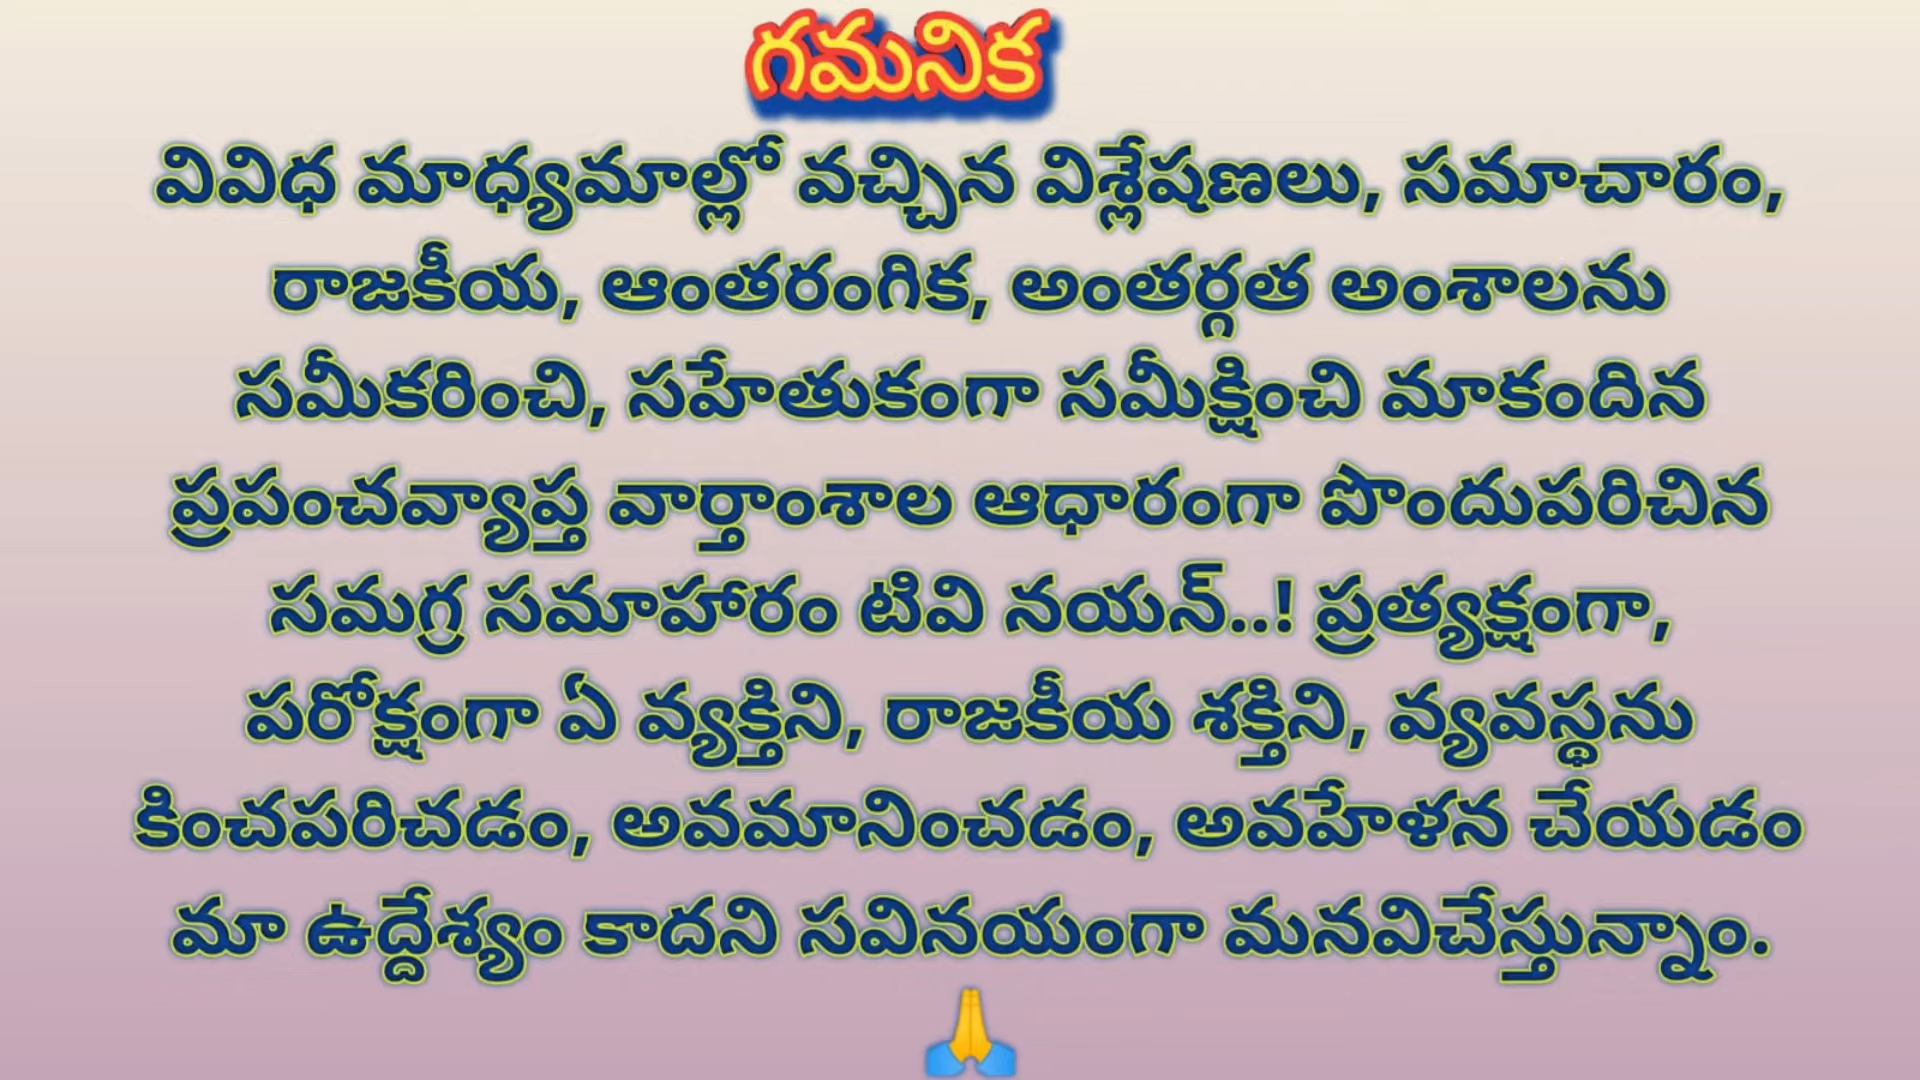 గమనిక
వివిధ మాధ్యమాల్లో వచ్చిన విశ్లేషణలు, సమాచారం,
రాజకీయ, ఆంతరంగిక, అంతర్గత అంశాలను
సమీకరించి, సహేతుకంగా సమీక్షించి మాకందిన
ప్రపంచవ్యాప్త వార్తాంశాల ఆధారంగా పొందుపరిచిన
సమగ్ర సమాహారం టివి నయన్..! ప్రత్యక్షంగా,
పరోక్షంగా ఏ వ్యక్తిని, రాజకీయ శక్తిని, వ్యవస్థను
కించపరిచడం, అవమానించడం, అవహేళన చేయడం
మా ఉద్దేశ్యం కాదని సవినయంగా మనవిచేస్తున్నాం.
🙏